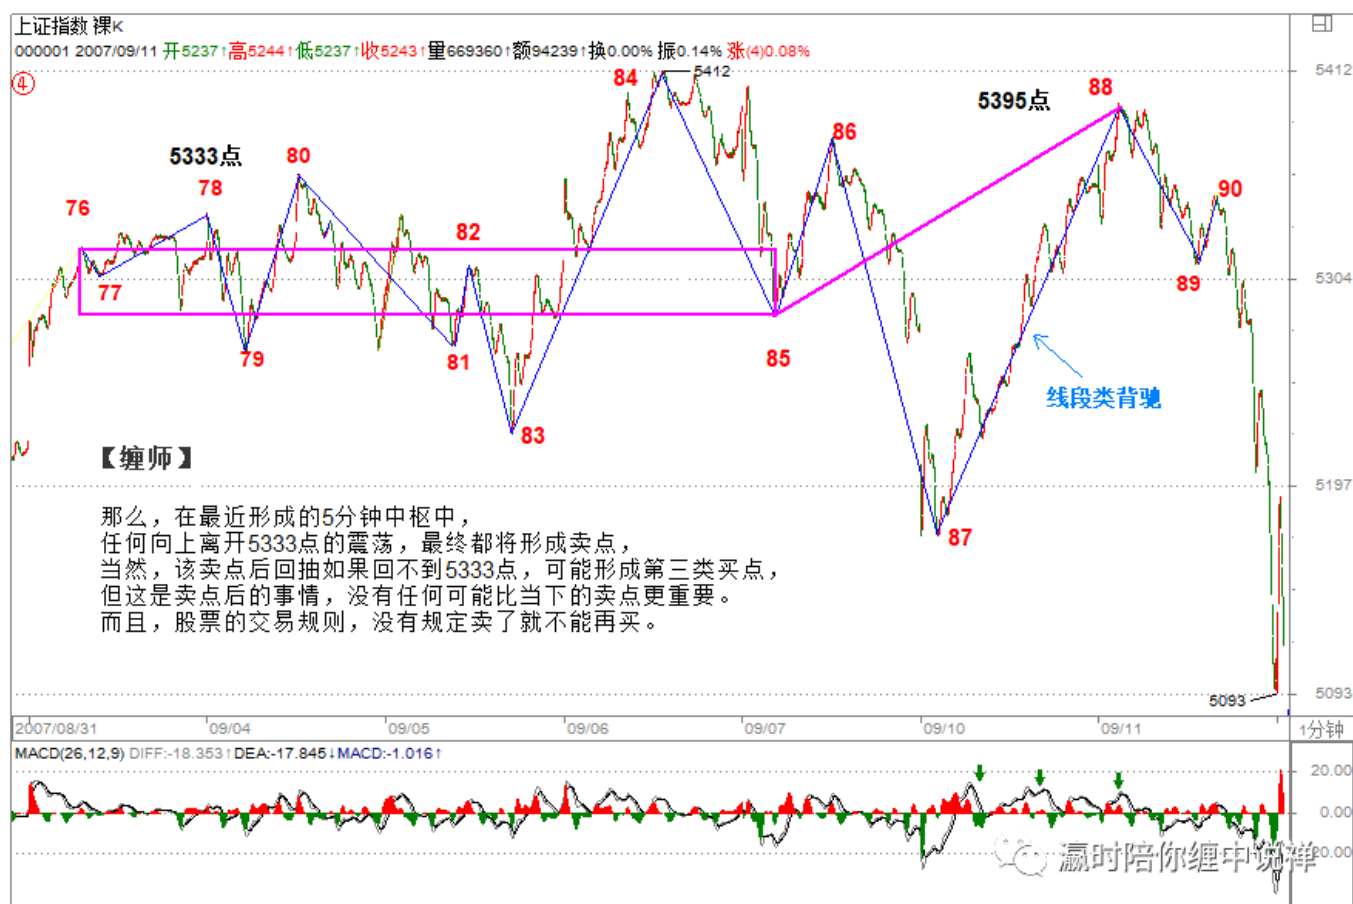 上证指数 裸K
000001 2007/09/11 开5237↑高5244↑低5237↑收5243↑量669360↑额94239↑换0.00% 振0.14% 涨(4)0.08%
④
5412
84
5412
88
5395点
86
5333点
80
78
76
90
82
77
5304
89
79
81
85
线段类背驰
83
【缠师】
5197
87
那么，在最近形成的5分钟中枢中，
任何向上离开5333点的震荡，最终都将形成卖点，
当然，该卖点后回抽如果回不到5333点，可能形成第三类买点，
但这是卖点后的事情，没有任何可能比当下的卖点更重要。
而且，股票的交易规则，没有规定卖了就不能再买。
5093
5093
2007/08/31 09/04 09/05 09/06 09/07 09/10 09/11 1分钟
MACD(26,12,9) DIFF:-18.353↑DEA:-17.845↓MACD:-1.016↑
20.00
0.00
20.00
瀛时陪你缠中说禅